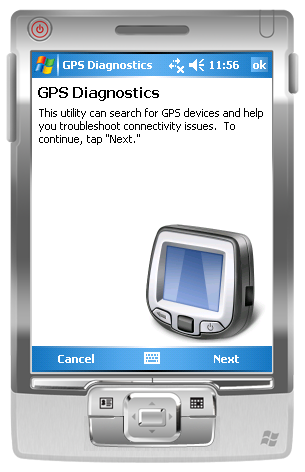 GPS Diagnostics 11:56 ok
GPS Diagnostics
This utility can search for GPS devices and help
you troubleshoot connectivity issues.  To
continue, tap "Next."
Cancel Next